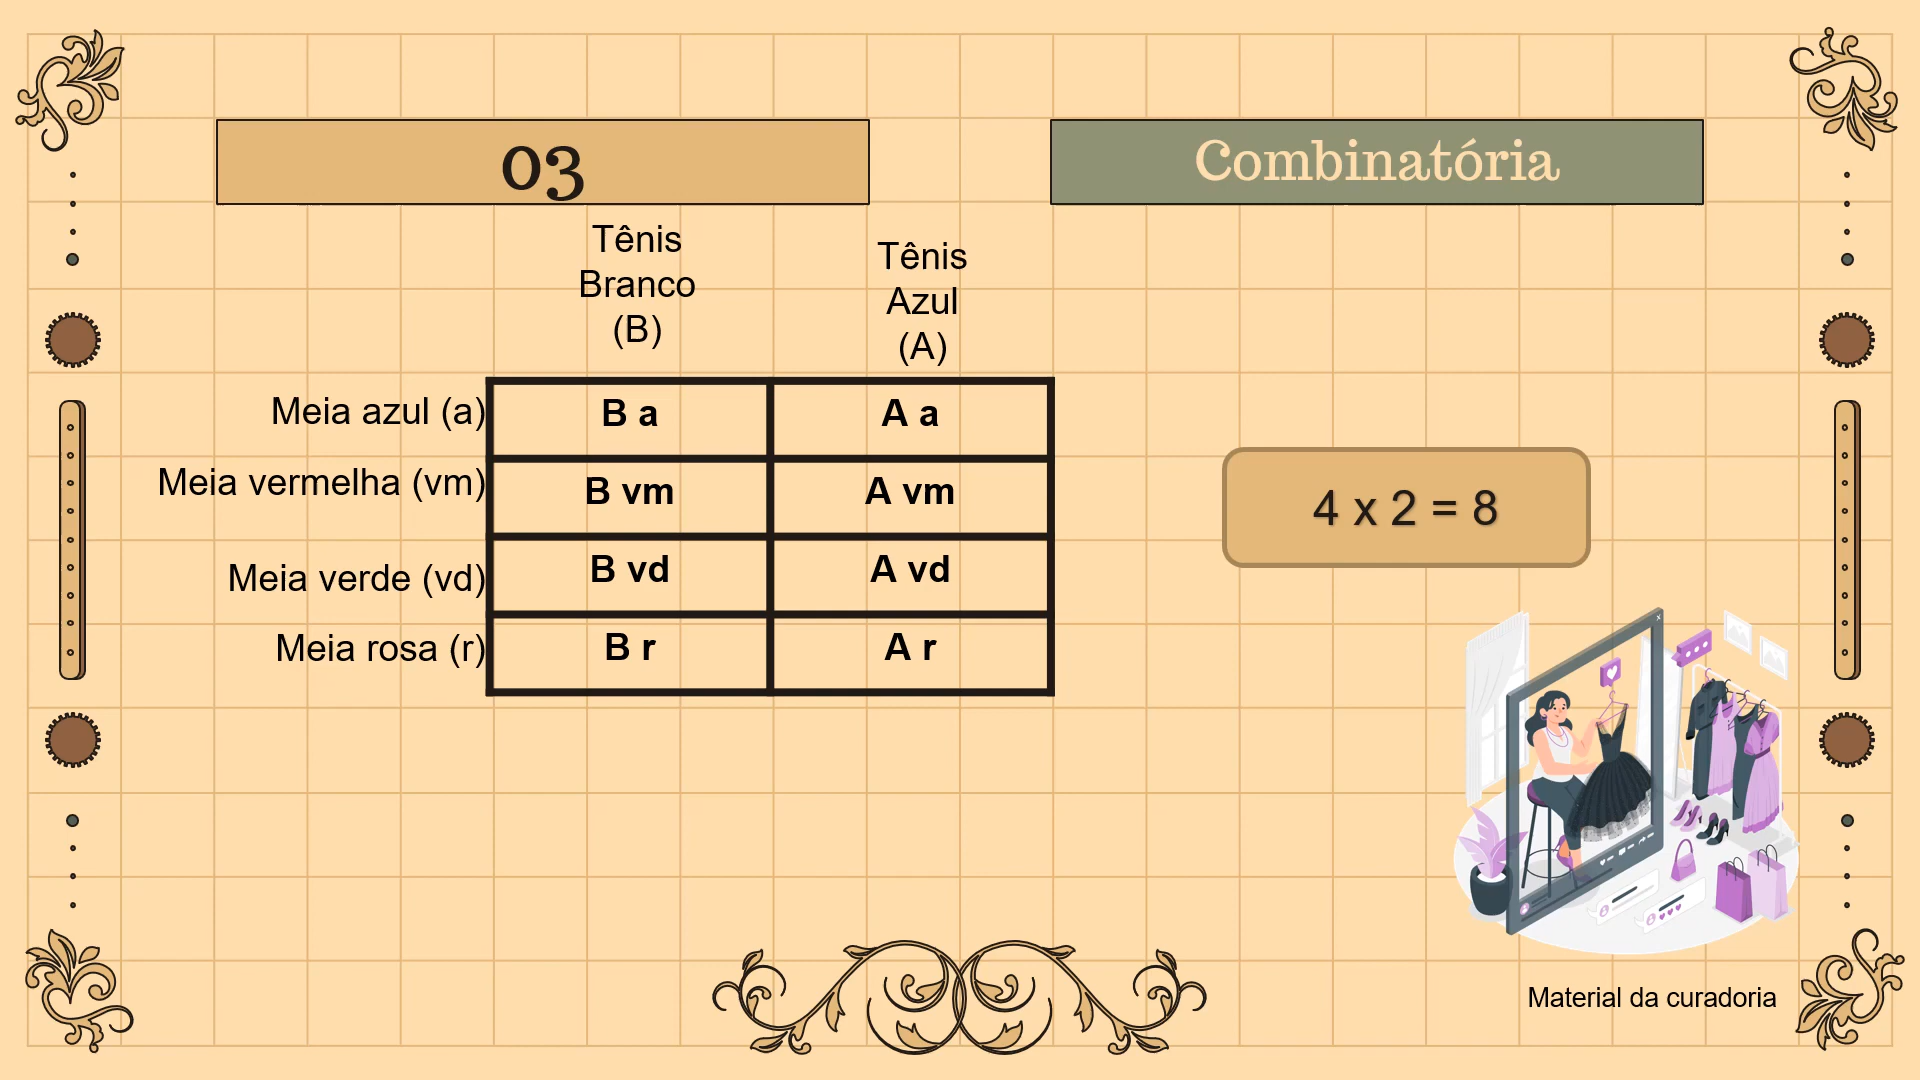 03
Combinatória
Tênis
Branco
(B)
Tênis
Azul
(A)
Meia azul (a)
B a
A a
Meia vermelha (vm)
B vm
A vm
4 x 2 = 8
Meia verde (vd)
B vd
A vd
Meia rosa (r)
B r
A r
Material da curadoria